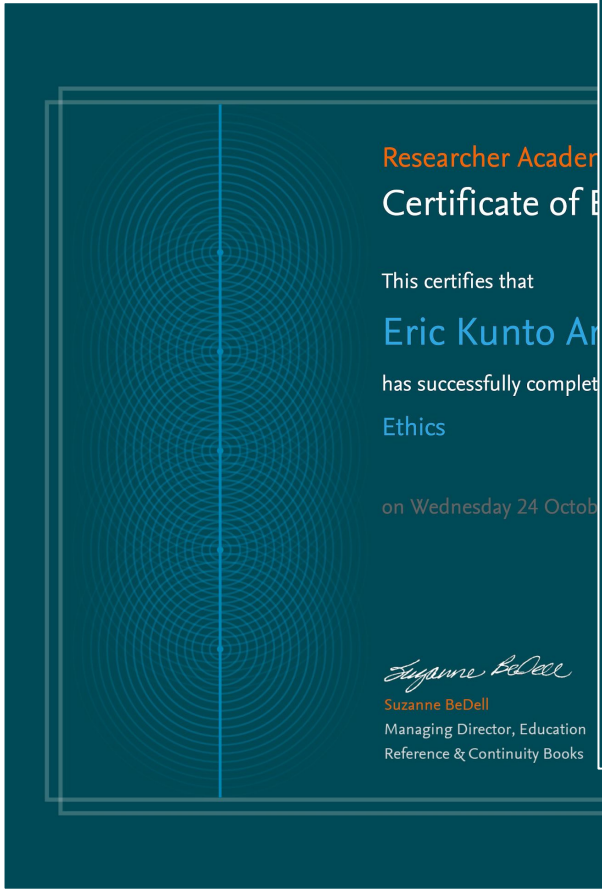 Researcher Acader
Certificate of E
This certifies that
Eric Kunto Ar
has successfully complet
Ethics
on Wednesday 24 Octob
Suzanne BeDell
Suzanne BeDell
Managing Director, Education
Reference & Continuity Books